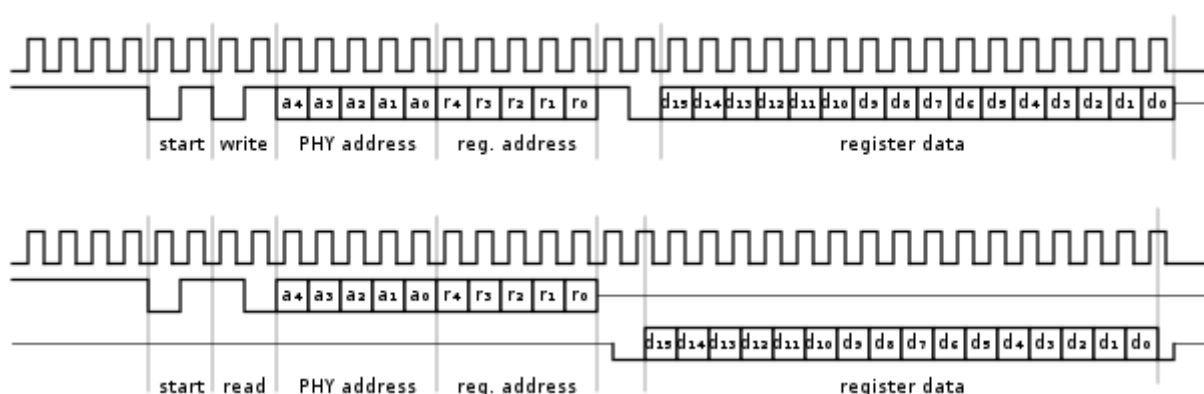 a4 a3 a2 a1 a0 r4 r3 r2 r1 r0 d15 d14 d13 d12 d11 d10 d9 d8 d7 d6 d5 d4 d3 d2 d1 d0
start write PHY address reg. address register data
a4 a3 a2 a1 a0 r4 r3 r2 r1 r0
d15 d14 d13 d12 d11 d10 d9 d8 d7 d6 d5 d4 d3 d2 d1 d0
start read PHY address reg. address register data